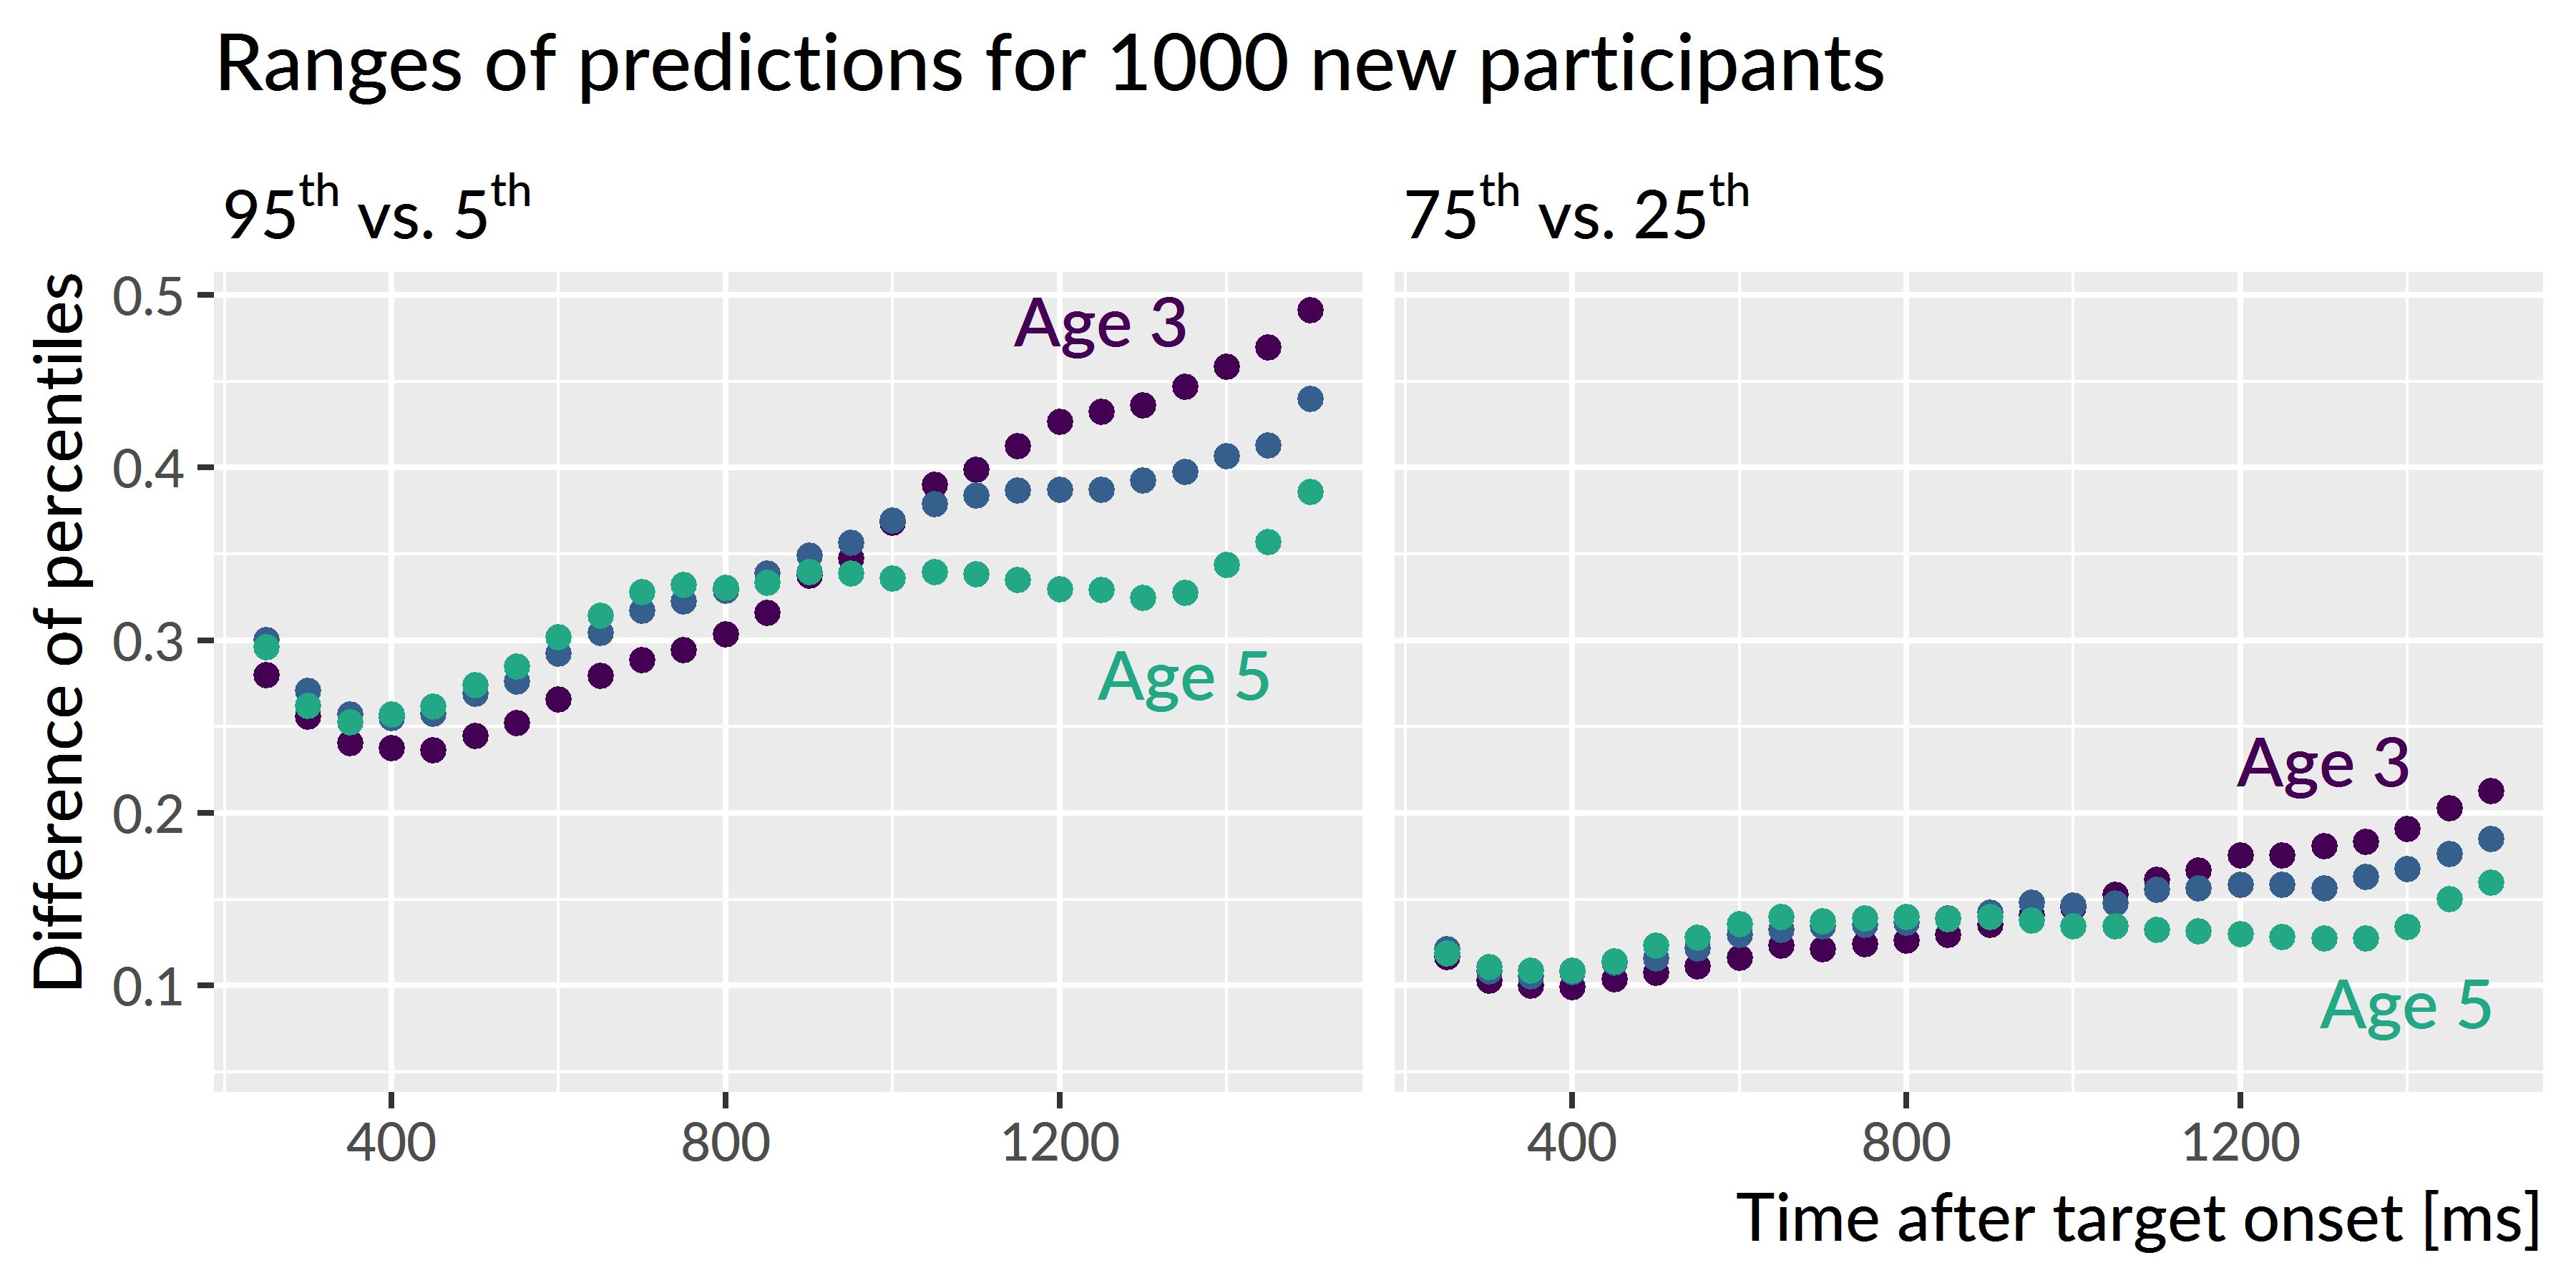 Ranges of predictions for 1000 new participants
95th vs. 5th
75th vs. 25th
Difference of percentiles
0.5
0.4
0.3
0.2
0.1
Age 3
Age 5
Age 3
Age 5
400 800 1200
400 800 1200
Time after target onset [ms]